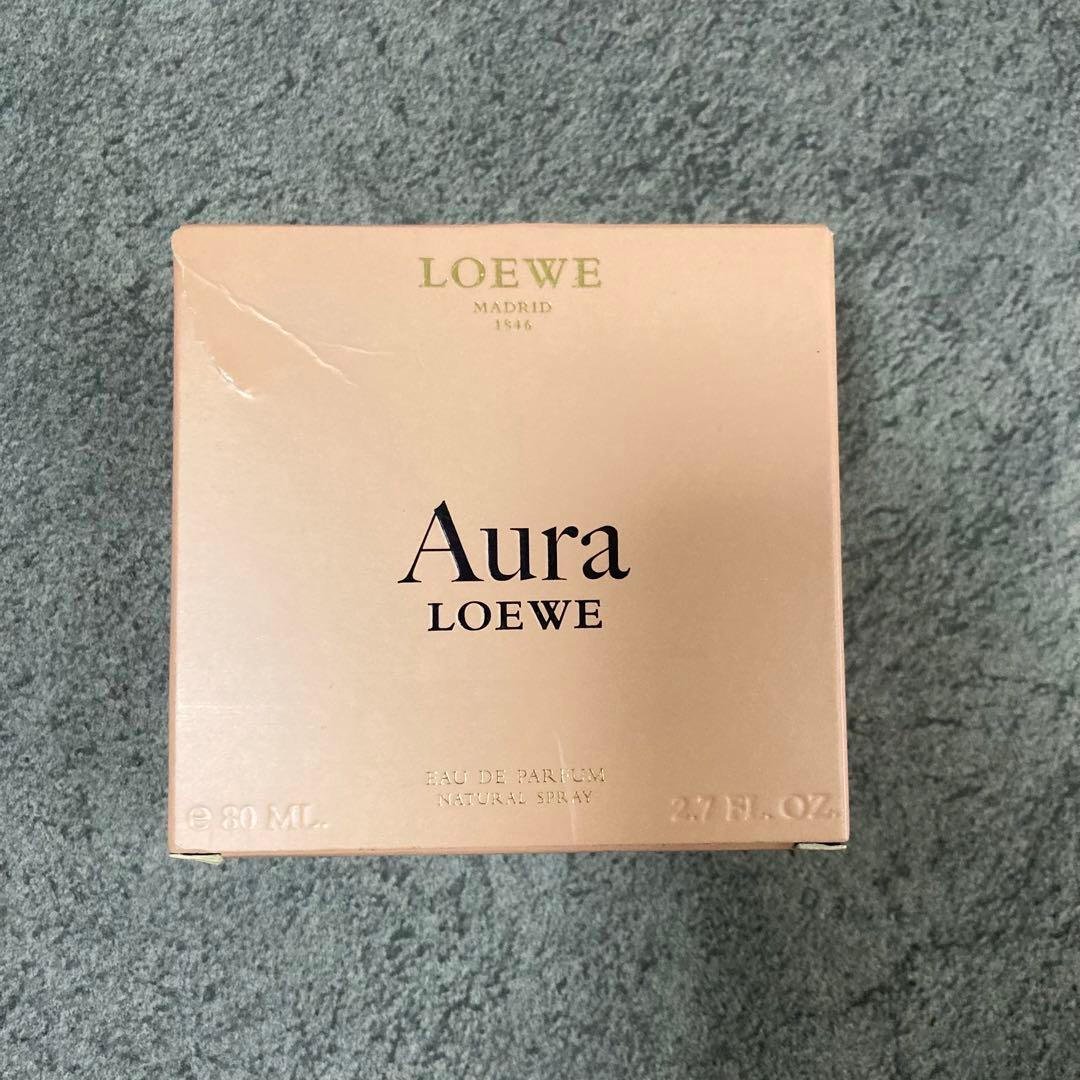 LOEWE
MADRID
1846
Aura
LOEWE
EAU DE PARFUM
NATURAL SPRAY
℮ 80 ML.
2.7 FL. OZ.